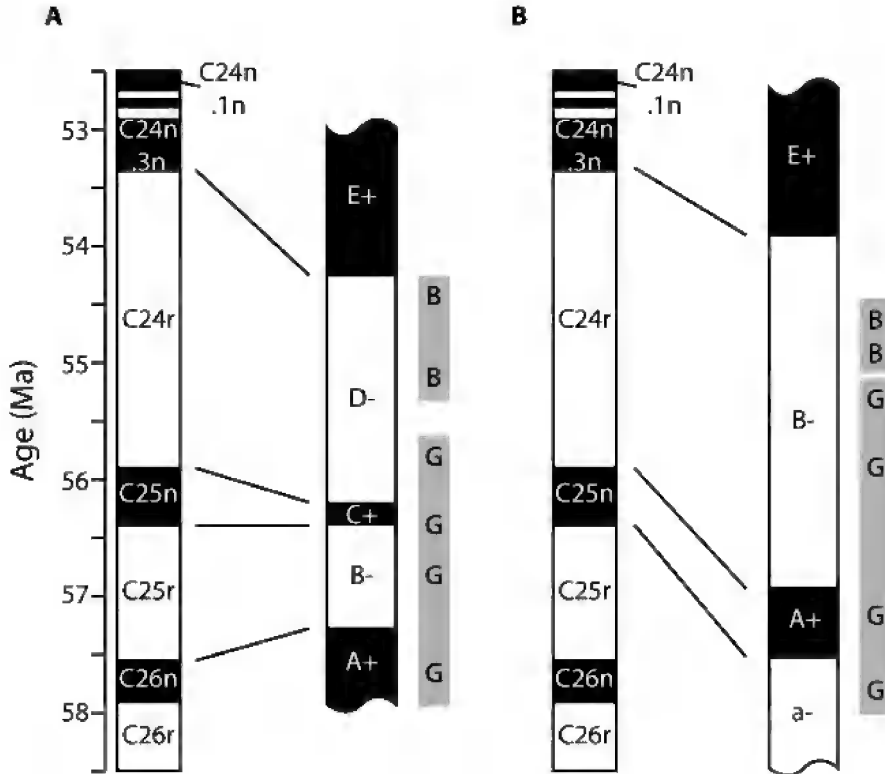 A
C24n
.1n
C24n
.3n
C24r
C25n
C25r
C26n
C26r
53
54
55
56
57
58
Age (Ma)
E+
D-
C+
B-
A+
B
B
G
G
G
G
B
C24n
.1n
C24n
.3n
C24r
C25n
C25r
C26n
C26r
E+
B-
A+
a-
B
B
G
G
G
G